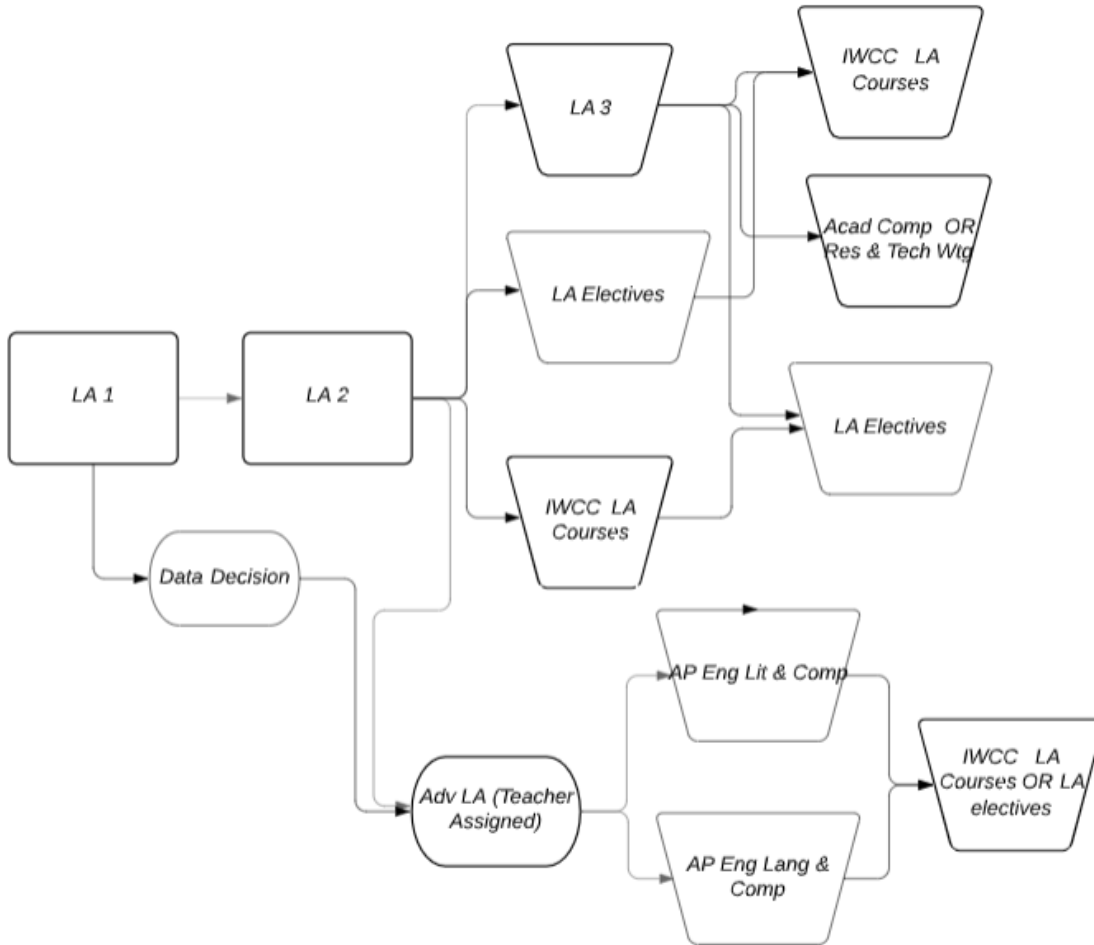 IWCC LA
Courses
LA 3
Acad Comp OR
Res & Tech Wtg
LA Electives
LA 1
LA 2
LA Electives
IWCC LA
Courses
Data Decision
AP Eng Lit & Comp
Adv LA (Teacher
Assigned)
IWCC LA
Courses OR LA
electives
AP Eng Lang &
Comp